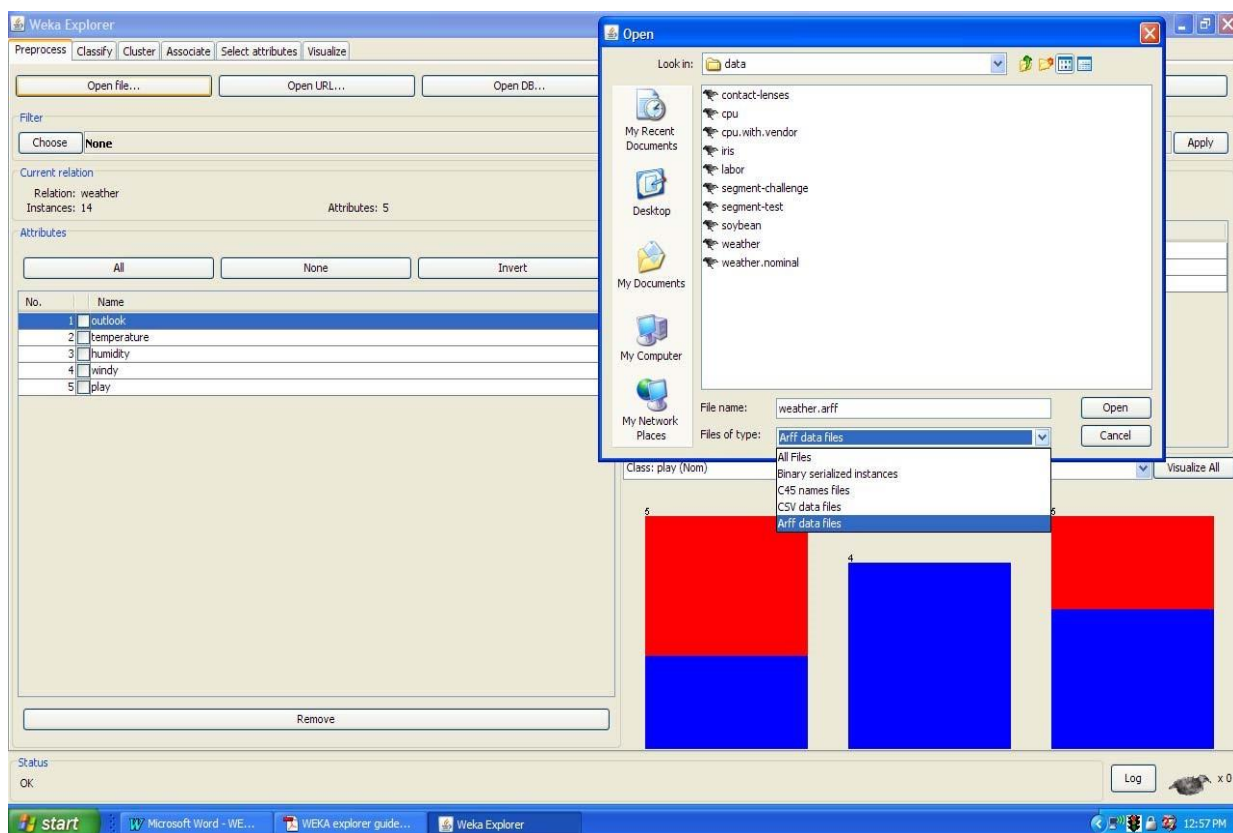 Weka Explorer
Preprocess Classify Cluster Associate Select attributes Visualize
Open file... Open URL... Open DB...
Filter
Choose None Apply
Current relation
Relation: weather
Instances: 14 Attributes: 5
Attributes
All None Invert
No. Name
1 outlook
2 temperature
3 humidity
4 windy
5 play
Remove
Open
Look in: data
My Recent Documents
Desktop
My Documents
My Computer
My Network Places
contact-lenses
cpu
cpu.with.vendor
iris
labor
segment-challenge
segment-test
soybean
weather
weather.nominal
File name: weather.arff Open
Files of type: Arff data files Cancel
All Files
Binary serialized instances
C45 names files
CSV data files
Arff data files
Class: play (Nom) Visualize All
5
4
Status
OK
Log x 0
start Microsoft Word - WE... WEKA explorer guide... Weka Explorer 12:57 PM